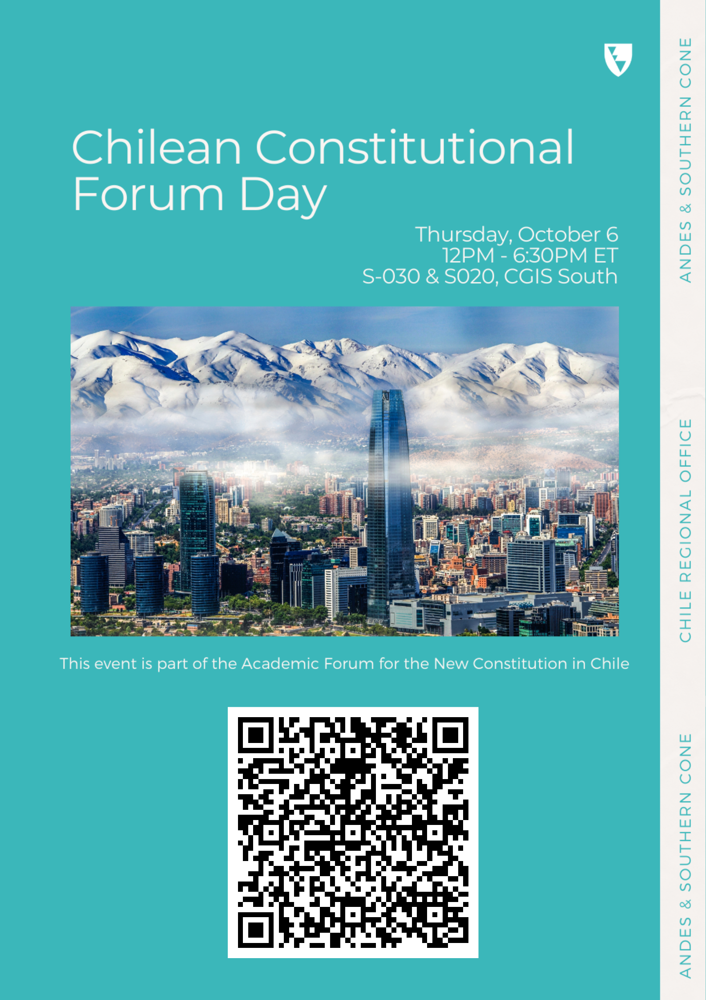 Chilean Constitutional
Forum Day
Thursday, October 6
12PM - 6:30PM ET
S-030 & S020, CGIS South
This event is part of the Academic Forum for the New Constitution in Chile
ANDES & SOUTHERN CONE
CHILE REGIONAL OFFICE
ANDES & SOUTHERN CONE